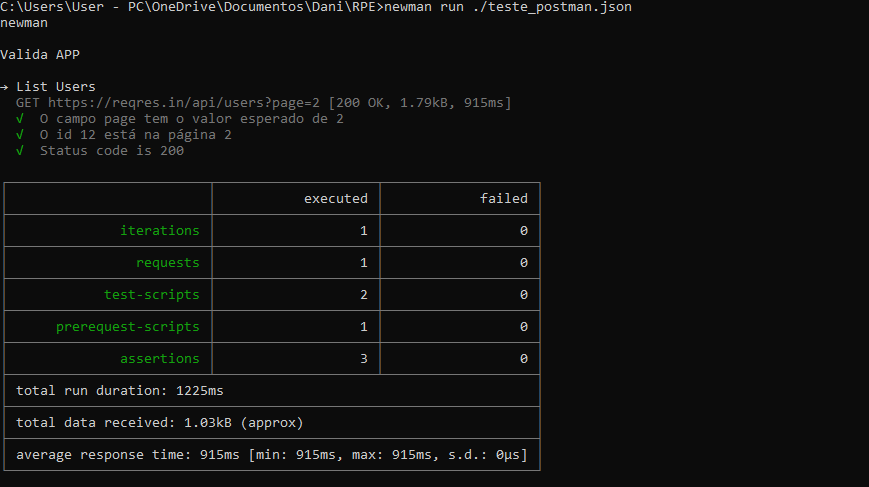 C:\Users\User - PC\OneDrive\Documentos\Dani\RPE>newman run ./teste_postman.json
newman
Valida APP
→ List Users
GET https://reqres.in/api/users?page=2 [200 OK, 1.79kB, 915ms]
√ O campo page tem o valor esperado de 2
√ O id 12 está na página 2
√ Status code is 200
executed failed
iterations 1 0
requests 1 0
test-scripts 2 0
prerequest-scripts 1 0
assertions 3 0
total run duration: 1225ms
total data received: 1.03kB (approx)
average response time: 915ms [min: 915ms, max: 915ms, s.d.: 0µs]